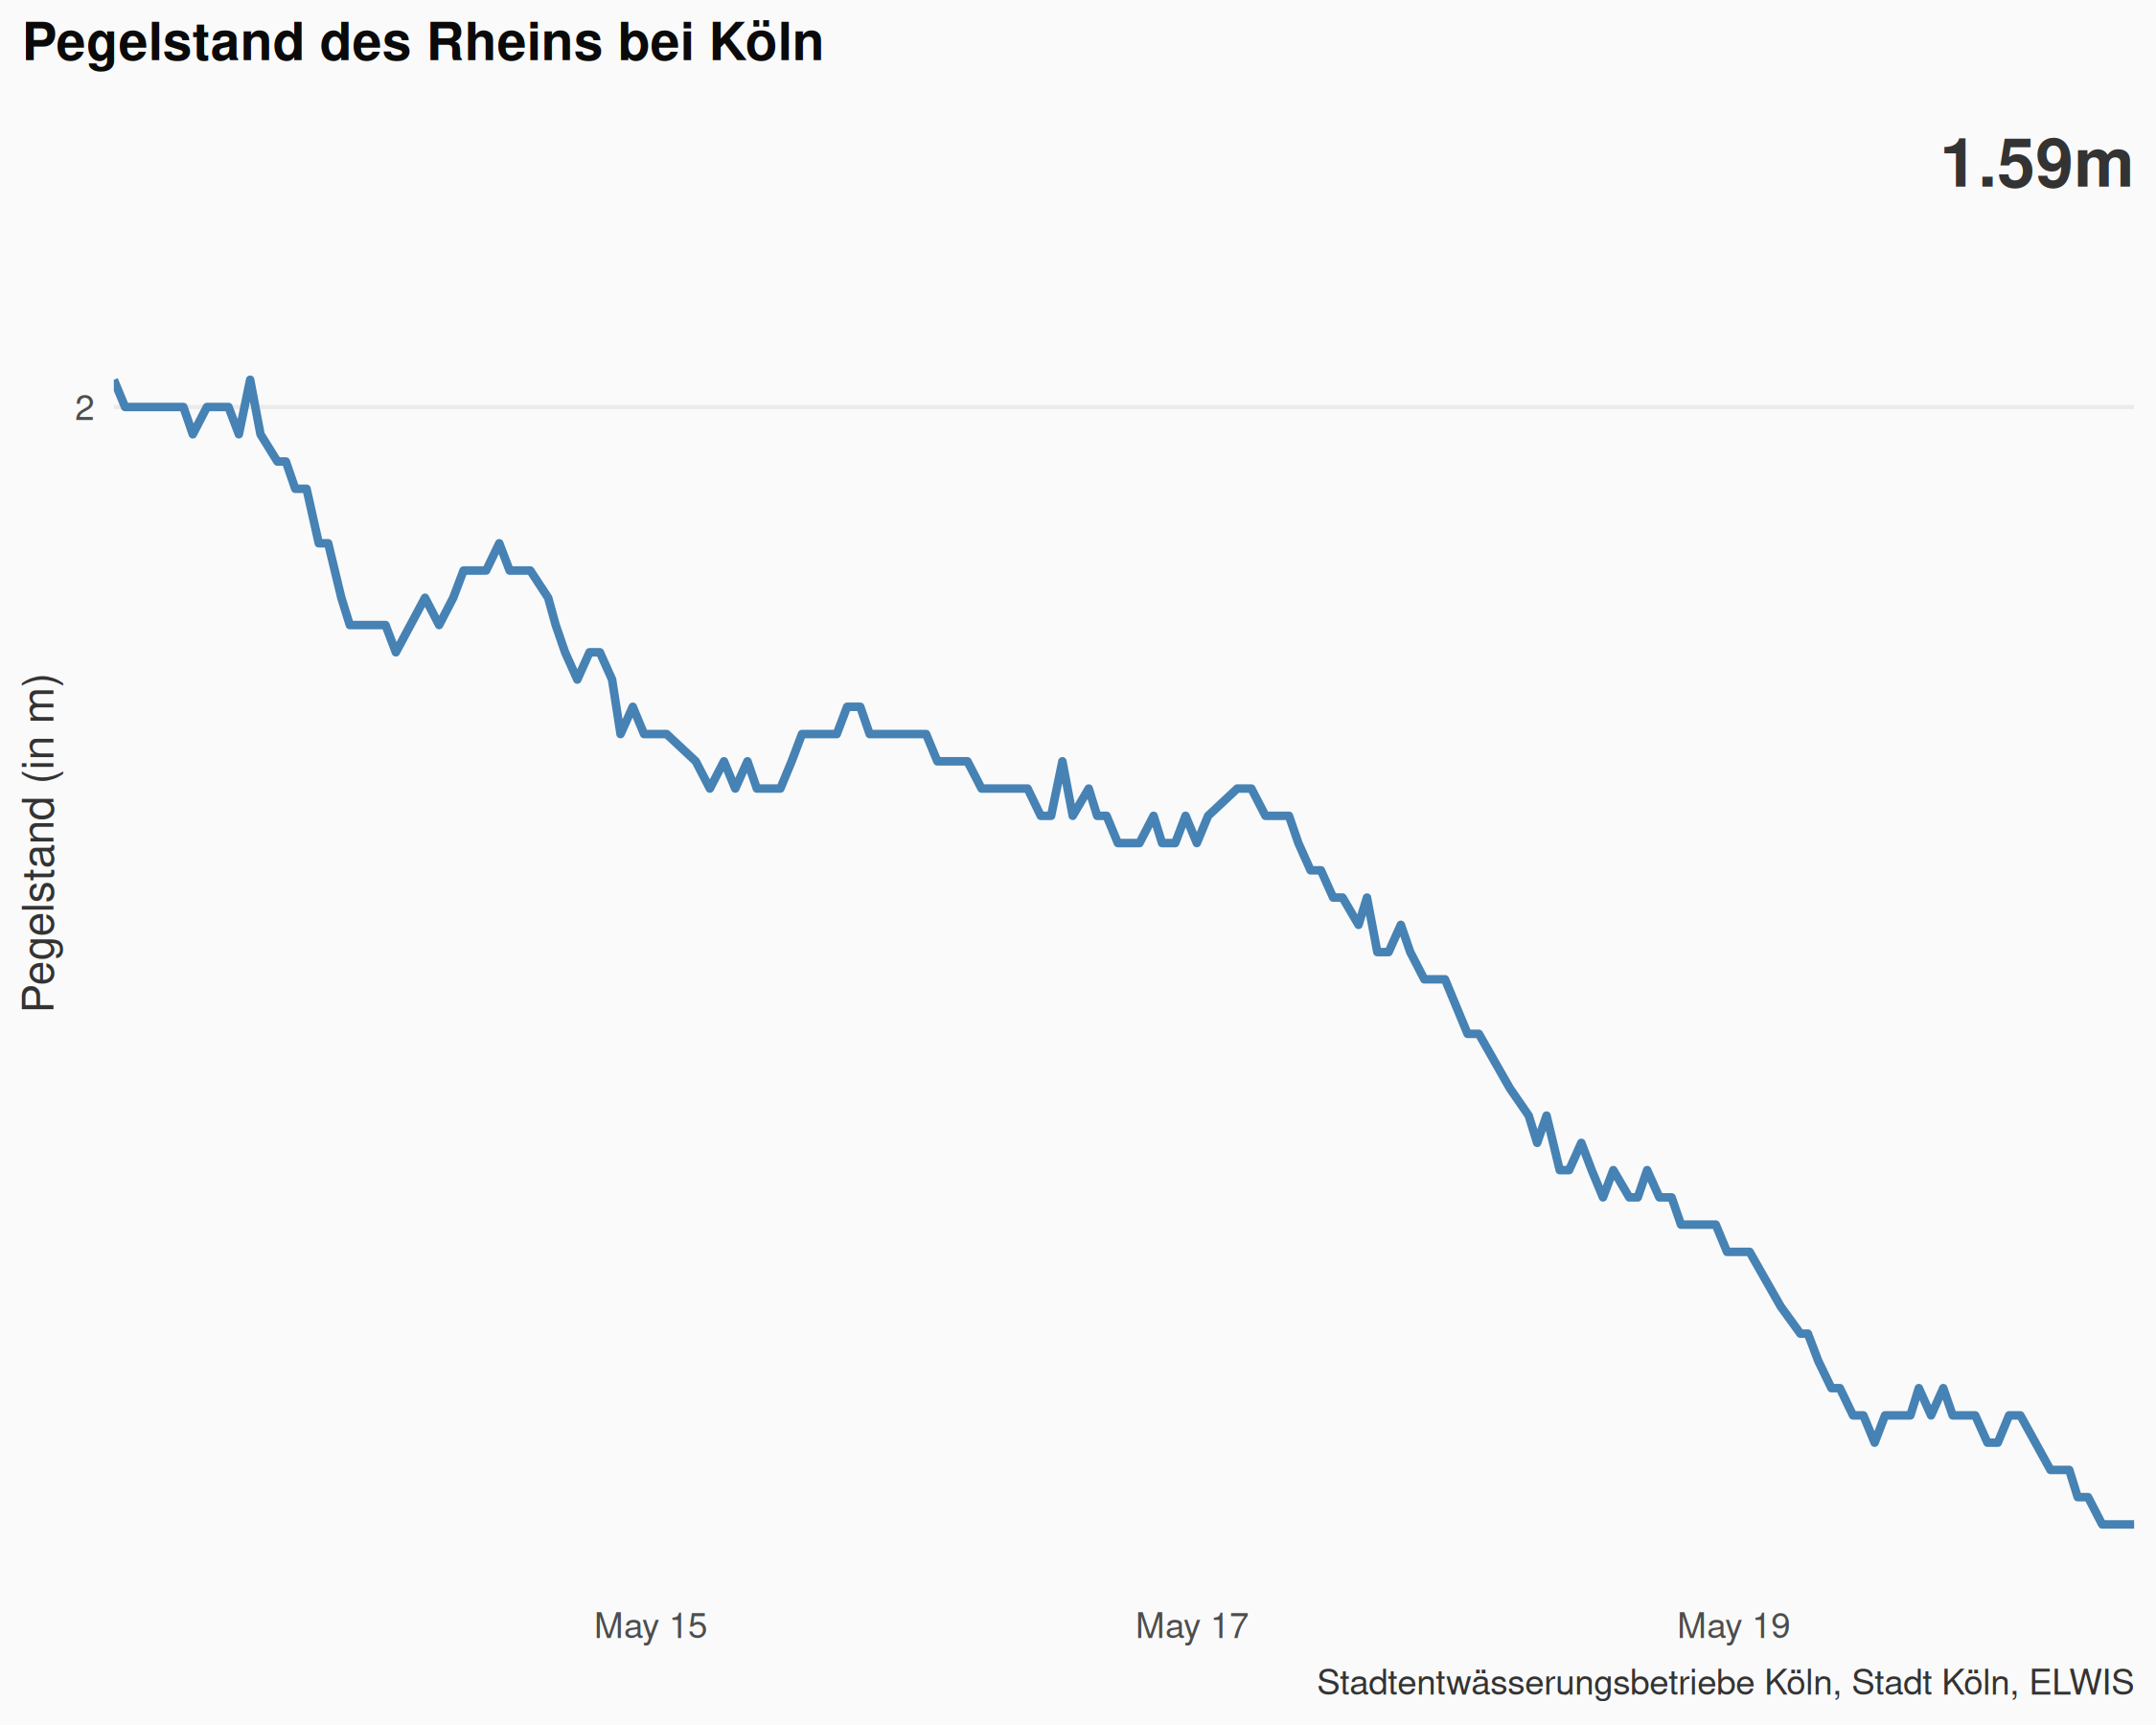 Pegelstand des Rheins bei Köln
1.59m
2
Pegelstand (in m)
May 15
May 17
May 19
Stadtentwässerungsbetriebe Köln, Stadt Köln, ELWIS